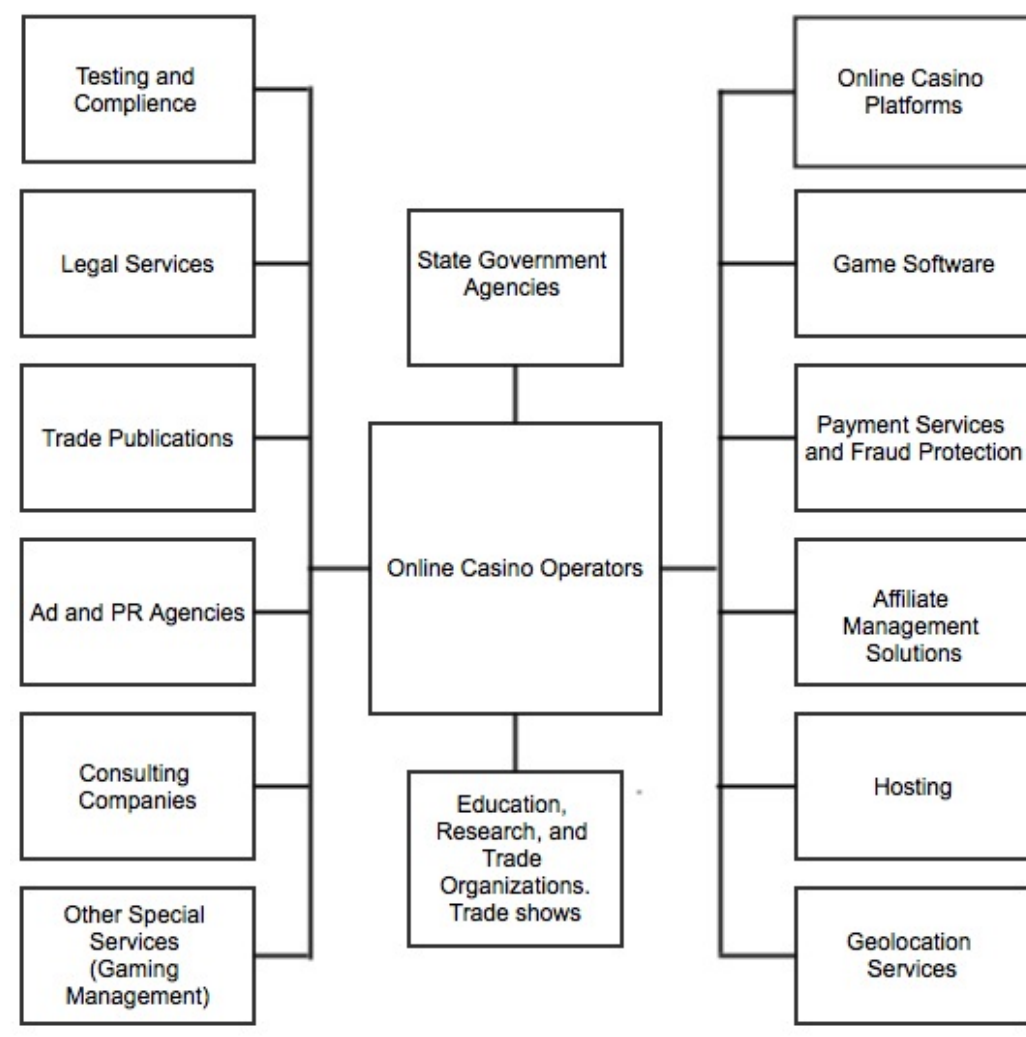 Testing and
Complience
Legal Services
Trade Publications
Ad and PR Agencies
Consulting
Companies
Other Special
Services
(Gaming
Management)
State Government
Agencies
Online Casino Operators
Education,
Research, and
Trade
Organizations.
Trade shows
Online Casino
Platforms
Game Software
Payment Services
and Fraud Protection
Affiliate
Management
Solutions
Hosting
Geolocation
Services